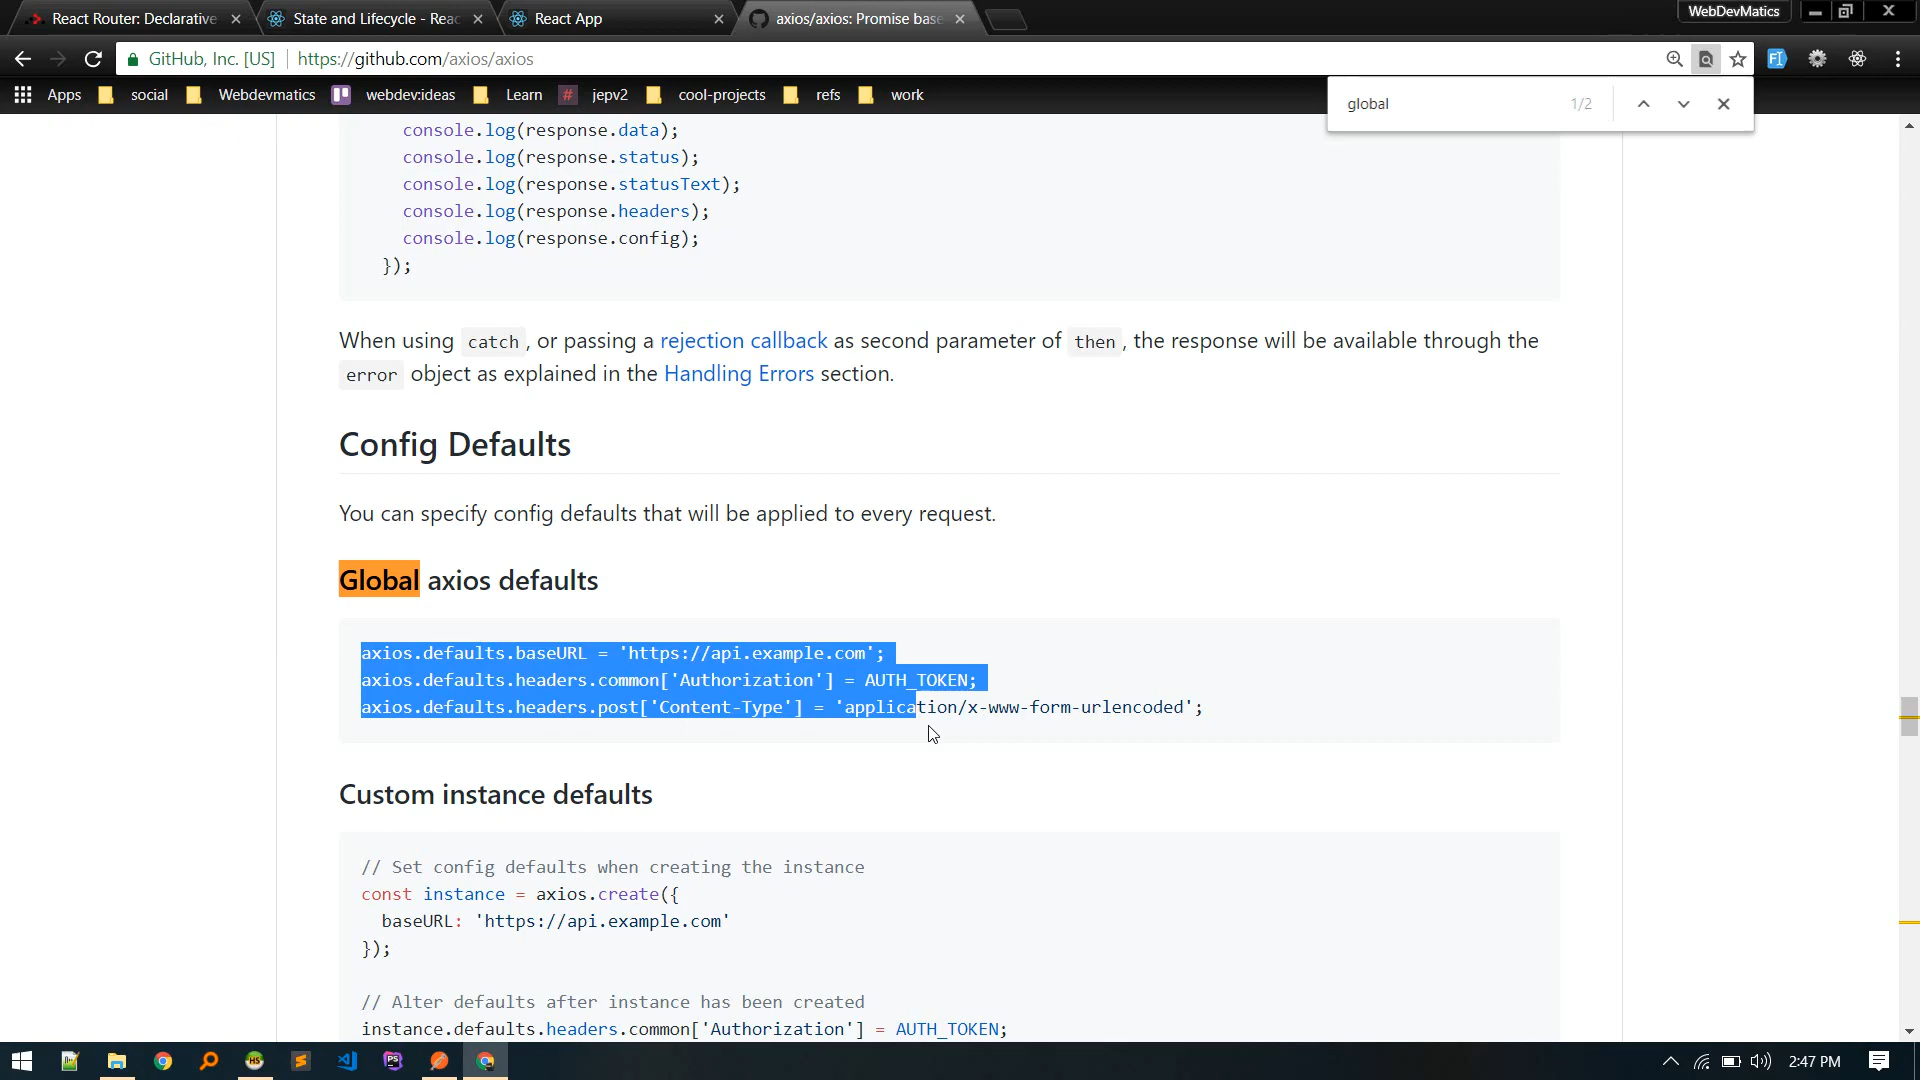 React Router: Declarative
State and Lifecycle - Reac
React App
axios/axios: Promise base
WebDevMatics
GitHub, Inc. [US]
https://github.com/axios/axios
Apps
social
Webdevmatics
webdev:ideas
Learn
jepv2
cool-projects
refs
work
global
1/2
console.log(response.data);
console.log(response.status);
console.log(response.statusText);
console.log(response.headers);
console.log(response.config);
});
When using catch, or passing a rejection callback as second parameter of then, the response will be available through the
error object as explained in the Handling Errors section.
Config Defaults
You can specify config defaults that will be applied to every request.
Global axios defaults
axios.defaults.baseURL = 'https://api.example.com';
axios.defaults.headers.common['Authorization'] = AUTH_TOKEN;
axios.defaults.headers.post['Content-Type'] = 'application/x-www-form-urlencoded';
Custom instance defaults
// Set config defaults when creating the instance
const instance = axios.create({
baseURL: 'https://api.example.com'
});
// Alter defaults after instance has been created
instance.defaults.headers.common['Authorization'] = AUTH_TOKEN;
2:47 PM